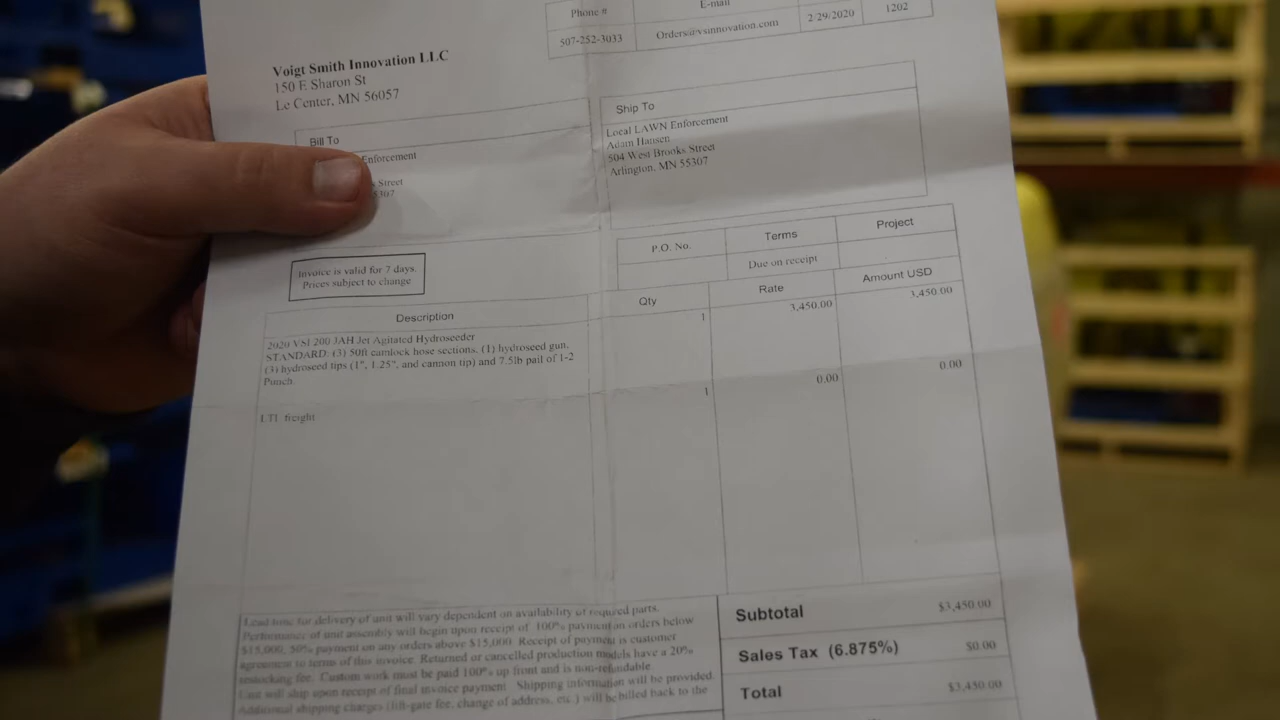 Phone #
E-mail
2/29/2020
1202
507-252-3033
Orders@vsinnovation.com
Voigt Smith Innovation LLC
150 E Sharon St
Le Center, MN 56057
Bill To
Enforcement
Street
5307
Ship To
Local LAWN Enforcement
Adam Hansen
504 West Brooks Street
Arlington, MN 55307
Invoice is valid for 7 days.
Prices subject to change
P.O. No.
Terms
Project
Due on receipt
Description
Qty
Rate
Amount USD
2020 VSI 200 JAH Jet Agitated Hydroseeder
STANDARD: (3) 50ft camlock hose sections, (1) hydroseed gun,
(3) hydroseed tips (1", 1.25", and cannon tip) and 7.5lb pail of 1-2
Punch.
1
3,450.00
3,450.00
LTL freight
1
0.00
0.00
Lead time for delivery of unit will vary dependent on availability of required parts.
Performance of unit assembly will begin upon receipt of 100% payment on orders below
$15,000, 50% payment on any orders above $15,000. Receipt of payment is customer
agreement to terms of this invoice. Returned or cancelled production models have a 20%
restocking fee. Custom work must be paid 100% up front and is non-refundable.
Unit will ship upon receipt of final invoice payment. Shipping information will be provided.
Additional shipping charges (lift-gate fee, change of address, etc.) will be billed back to the
Subtotal
$3,450.00
Sales Tax (6.875%)
$0.00
Total
$3,450.00